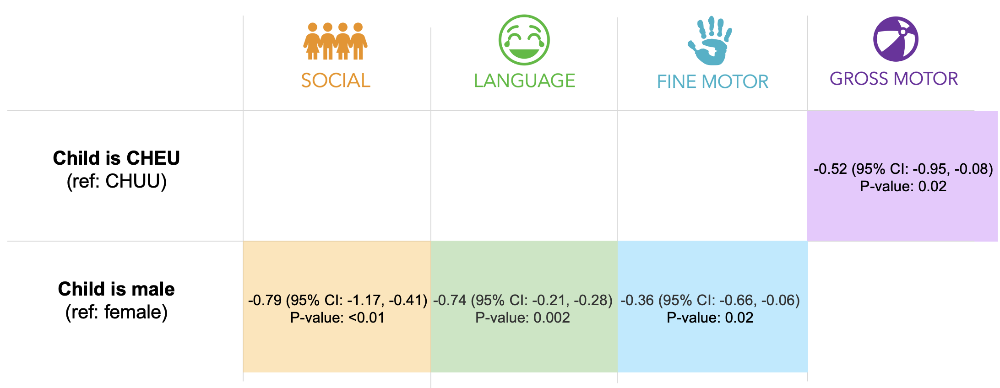 SOCIAL
LANGUAGE
FINE MOTOR
GROSS MOTOR
Child is CHEU
(ref: CHUU)
-0.52 (95% CI: -0.95, -0.08)
P-value: 0.02
Child is male
(ref: female)
-0.79 (95% CI: -1.17, -0.41)
P-value: <0.01
-0.74 (95% CI: -0.21, -0.28)
P-value: 0.002
-0.36 (95% CI: -0.66, -0.06)
P-value: 0.02